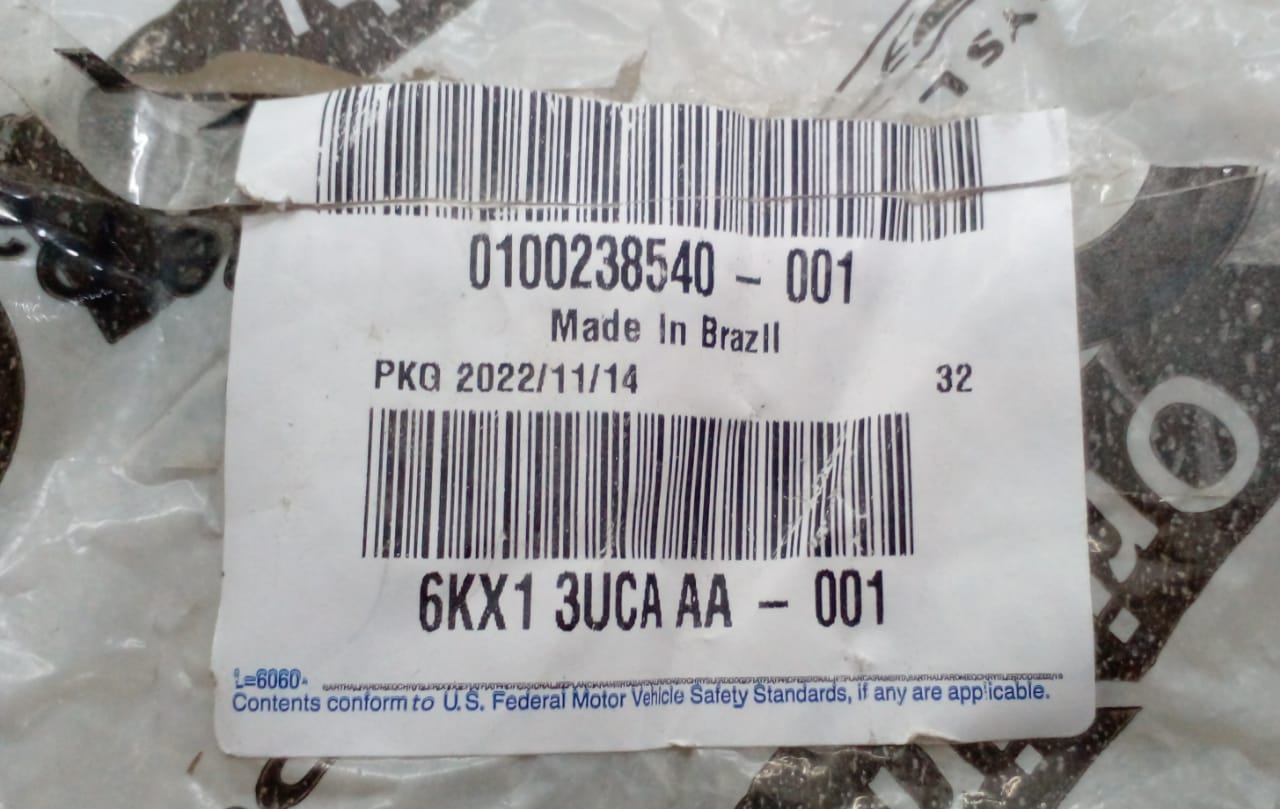 0100238540 - 001
Made In Brazil
PKG 2022/11/14 32
6KX1 3UCA AA - 001
L=6060
Contents conform to U.S. Federal Motor Vehicle Safety Standards, if any are applicable.